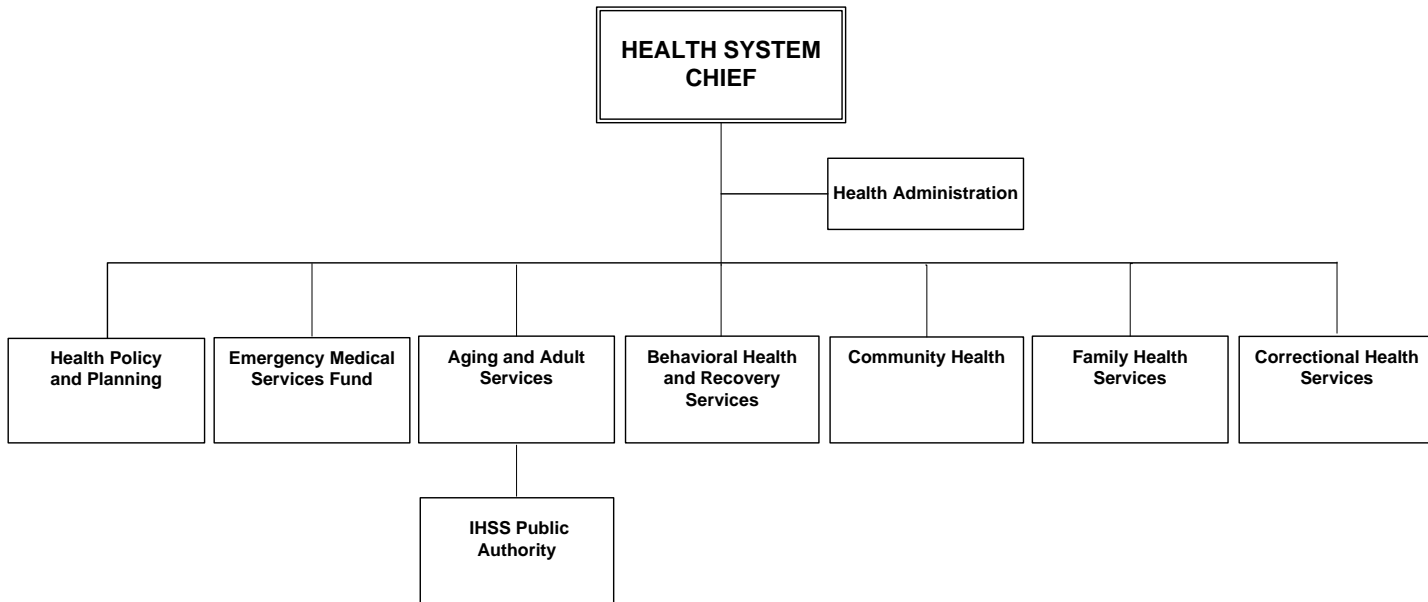 HEALTH SYSTEM
CHIEF
Health Administration
Health Policy
and Planning
Emergency Medical
Services Fund
Aging and Adult
Services
Behavioral Health
and Recovery
Services
Community Health
Family Health
Services
Correctional Health
Services
IHSS Public
Authority